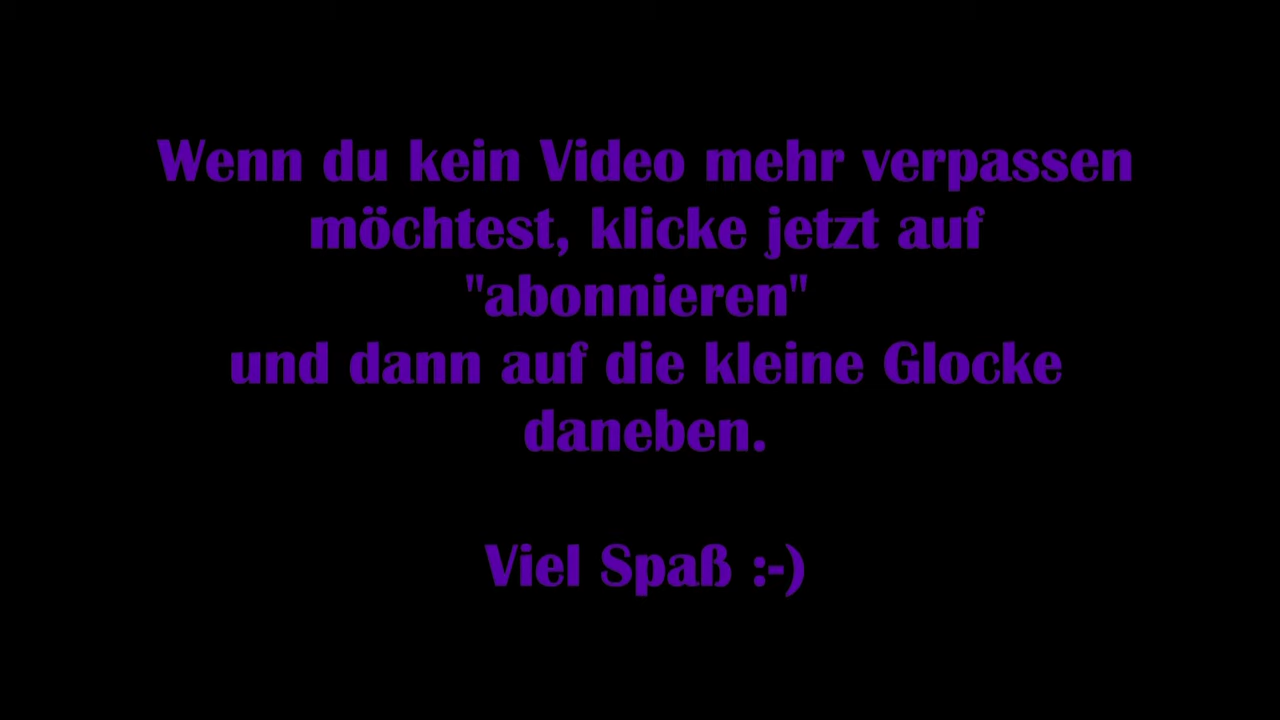 Wenn du kein Video mehr verpassen
möchtest, klicke jetzt auf
"abonnieren"
und dann auf die kleine Glocke
daneben.
Viel Spaß :-)